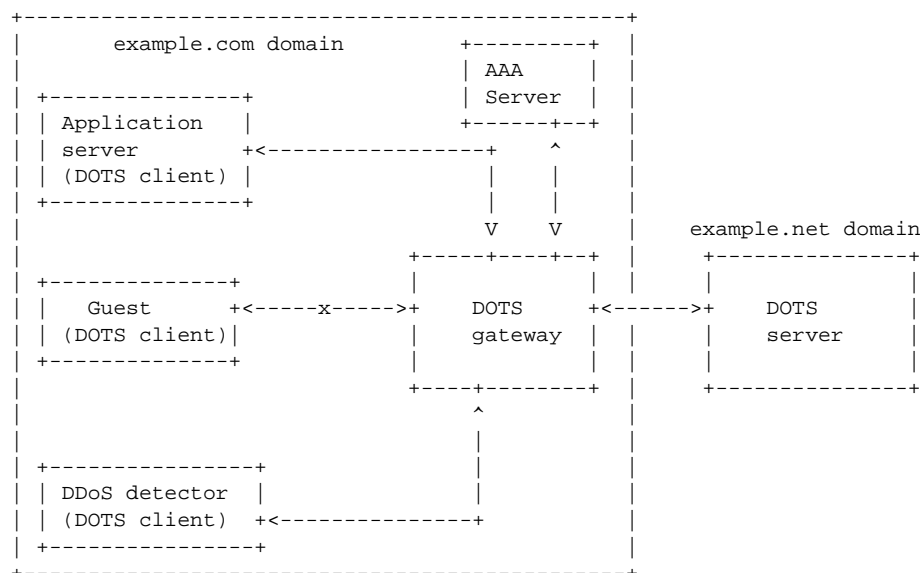 example.com domain
AAA
Server
Application
server
(DOTS client)
example.net domain
Guest
(DOTS client)
x
DOTS
gateway
DOTS
server
DDoS detector
(DOTS client)